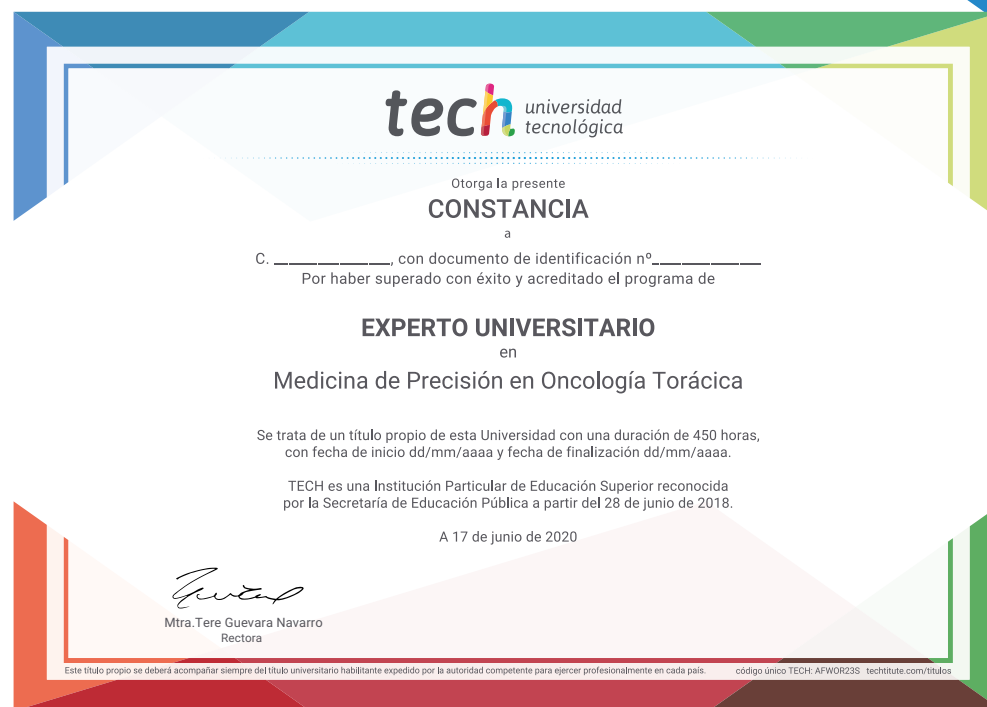 tech universidad
tecnológica
Otorga la presente
CONSTANCIA
a
C. ______________, con documento de identificación nº_____________
Por haber superado con éxito y acreditado el programa de
EXPERTO UNIVERSITARIO
en
Medicina de Precisión en Oncología Torácica
Se trata de un título propio de esta Universidad con una duración de 450 horas,
con fecha de inicio dd/mm/aaaa y fecha de finalización dd/mm/aaaa.
TECH es una Institución Particular de Educación Superior reconocida
por la Secretaría de Educación Pública a partir del 28 de junio de 2018.
A 17 de junio de 2020
Mtra.Tere Guevara Navarro
Rectora
Este título propio se deberá acompañar siempre del título universitario habilitante expedido por la autoridad competente para ejercer profesionalmente en cada país. código único TECH: AFWOR23S techtitute.com/titulos